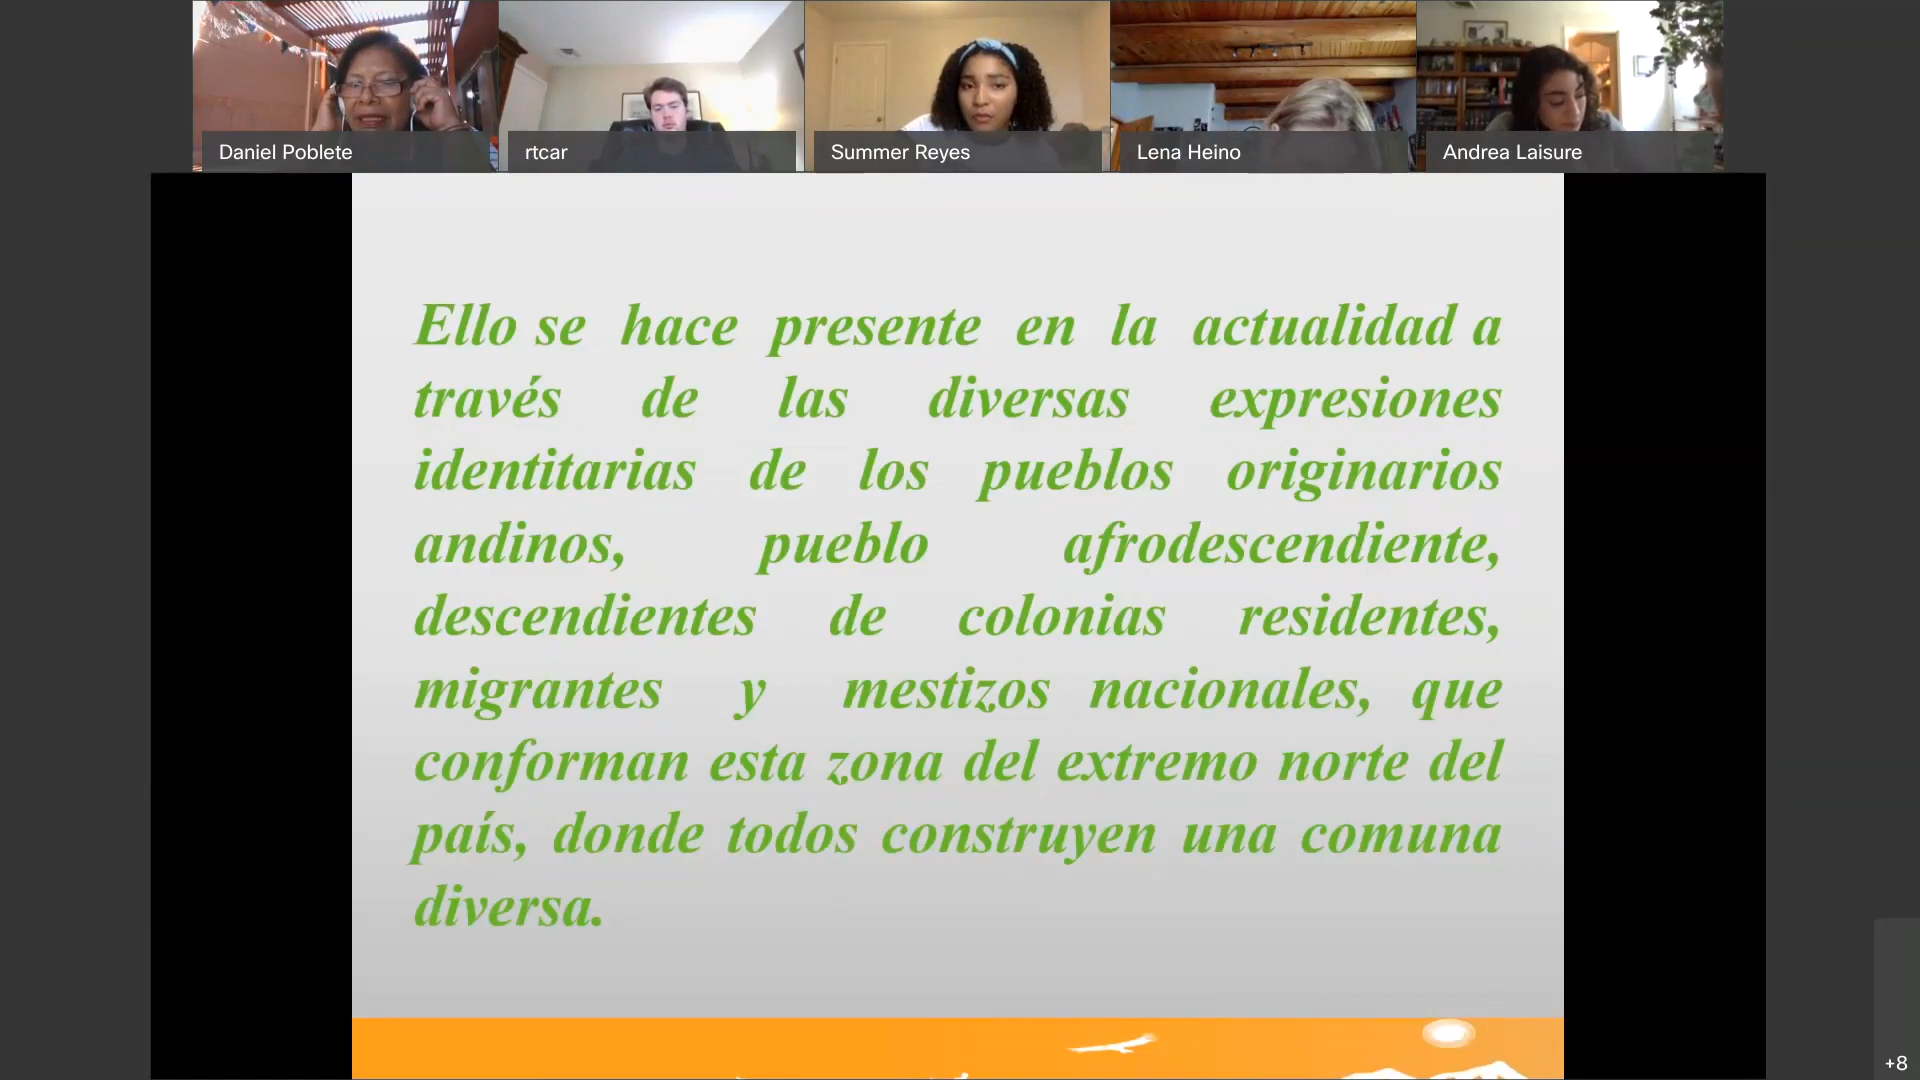 Daniel Poblete
rtcar
Summer Reyes
Lena Heino
Andrea Laisure
Ello se hace presente en la actualidad a
través de las diversas expresiones
identitarias de los pueblos originarios
andinos, pueblo afrodescendiente,
descendientes de colonias residentes,
migrantes y mestizos nacionales, que
conforman esta zona del extremo norte del
país, donde todos construyen una comuna
diversa.
+8